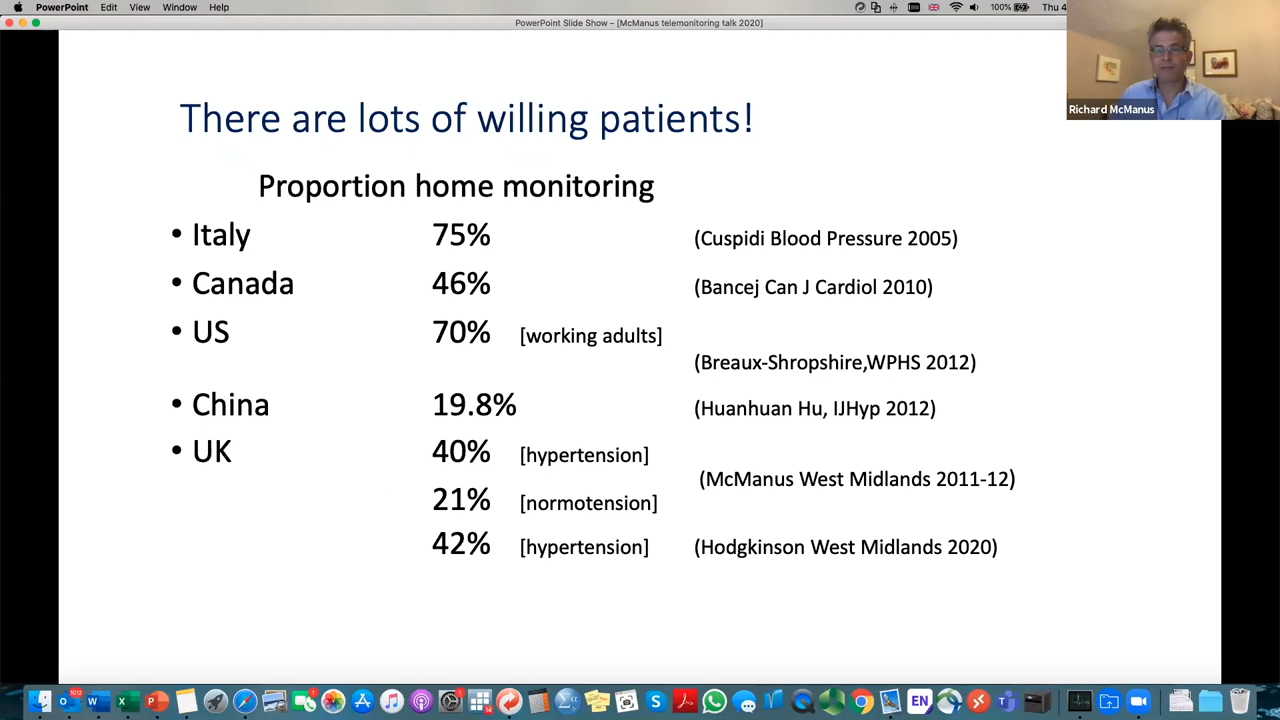 PowerPoint Edit View Window Help
100%
Thu 4
PowerPoint Slide Show – [McManus telemonitoring talk 2020]
Richard McManus
There are lots of willing patients!
Proportion home monitoring
• Italy 75% (Cuspidi Blood Pressure 2005)
• Canada 46% (Bancej Can J Cardiol 2010)
• US 70% [working adults]
(Breaux-Shropshire,WPHS 2012)
• China 19.8% (Huanhuan Hu, IJHyp 2012)
• UK 40% [hypertension]
(McManus West Midlands 2011-12)
21% [normotension]
42% [hypertension] (Hodgkinson West Midlands 2020)
EN